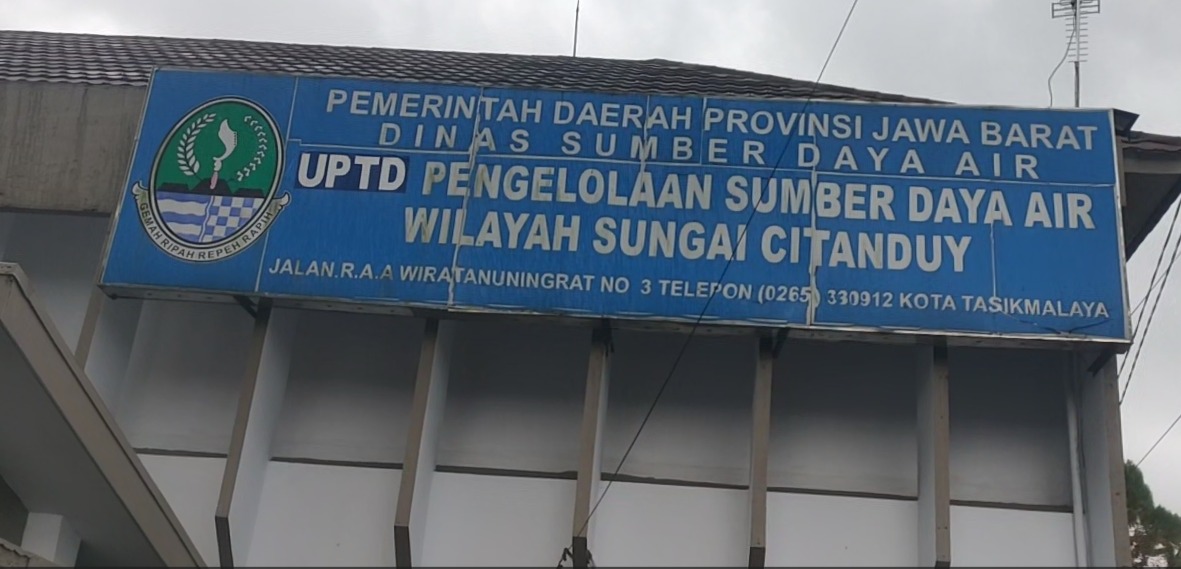 PEMERINTAH DAERAH PROVINSI JAWA BARAT
DINAS SUMBER DAYA AIR
UPTD PENGELOLAAN SUMBER DAYA AIR
WILAYAH SUNGAI CITANDUY
JALAN.R.A.A WIRATANUNINGRAT NO 3 TELEPON (0265) 330912 KOTA TASIKMALAYA
GEMAH RIPAH REPEH RAPIH